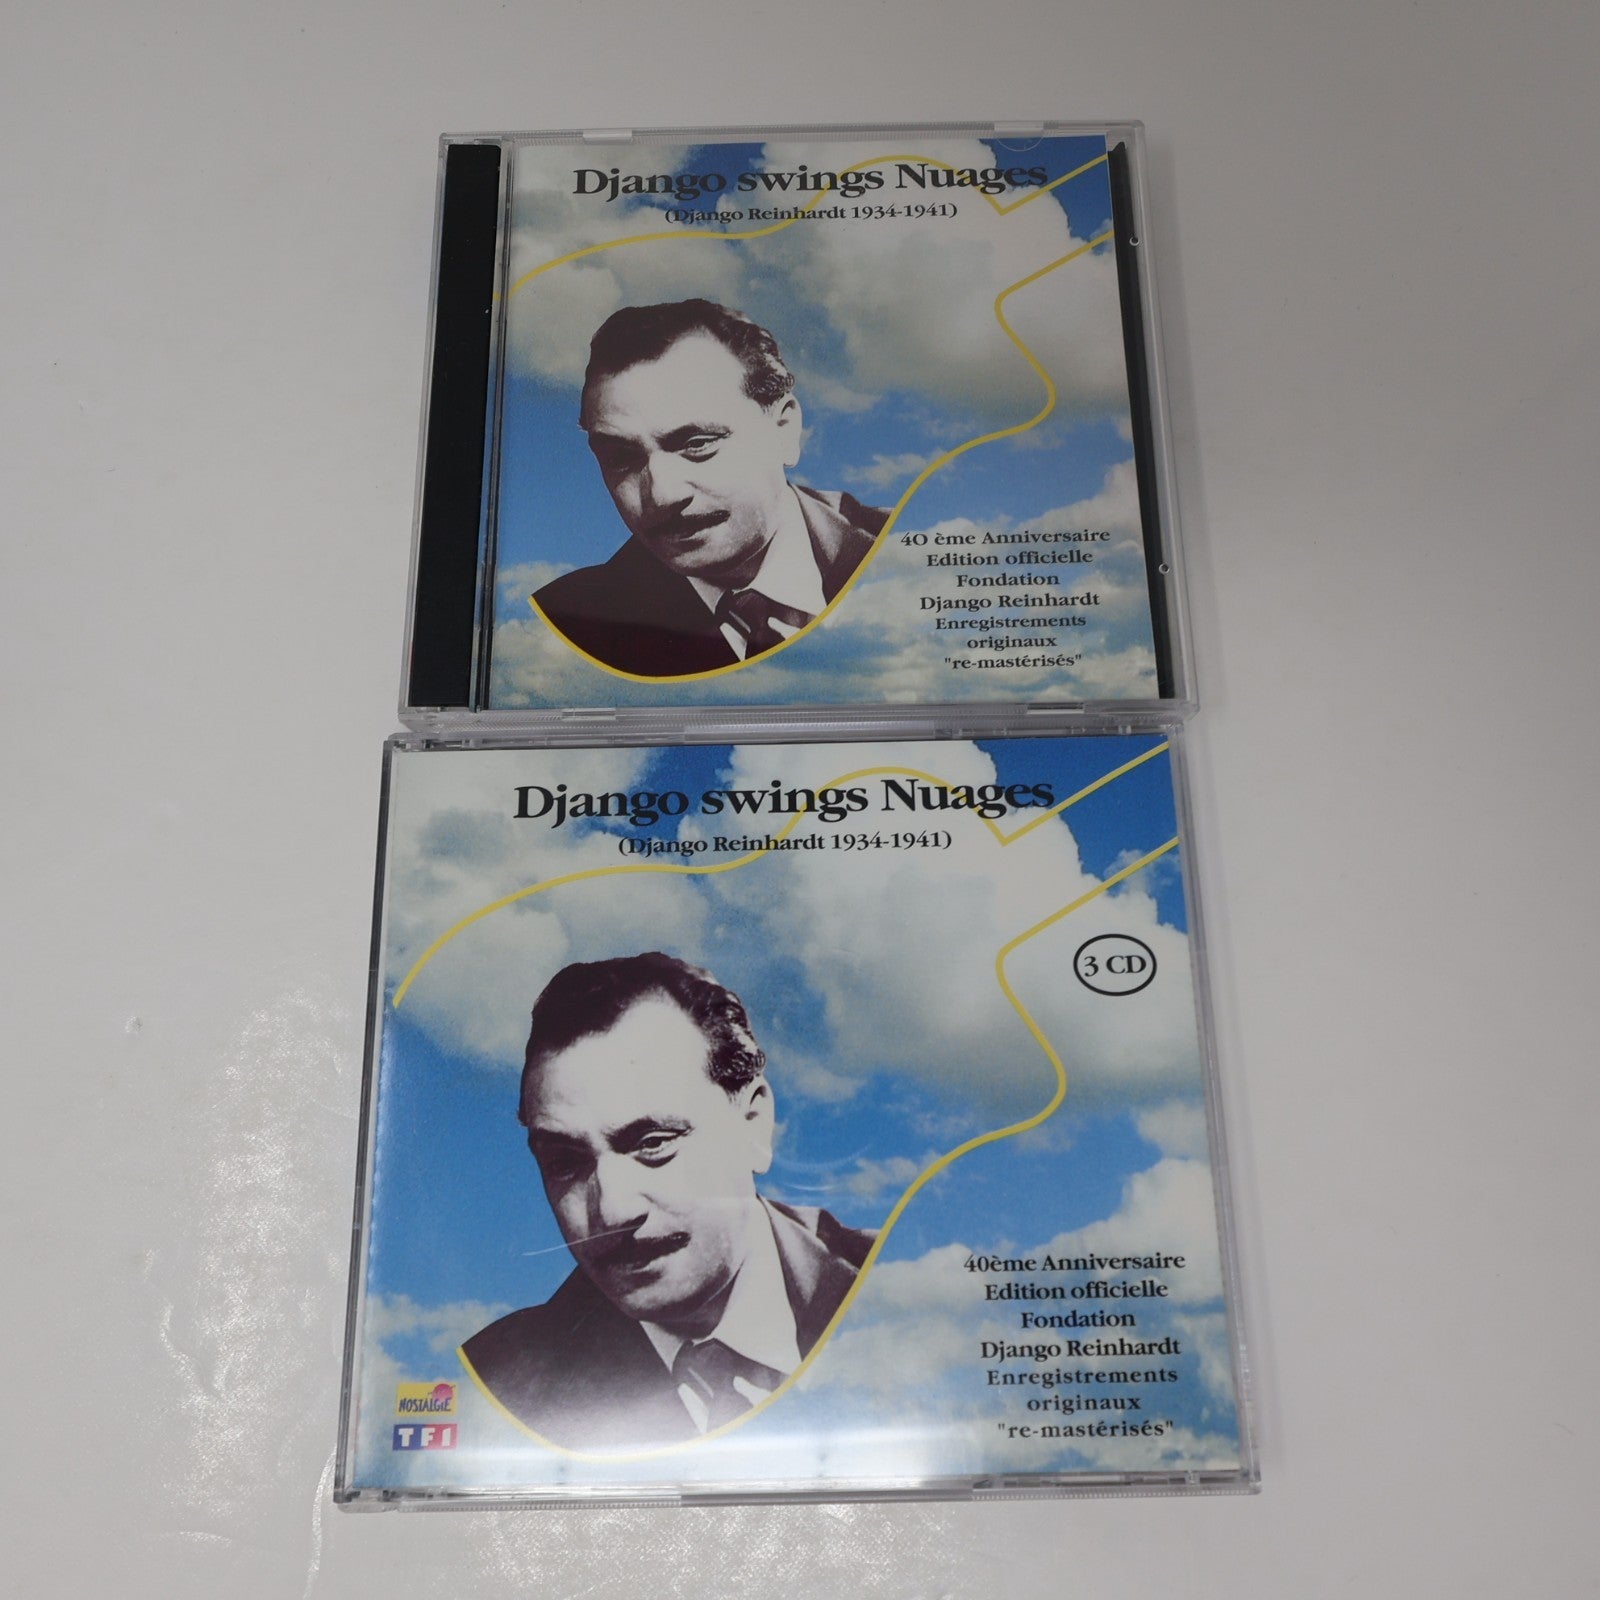 Django swings Nuages
(Django Reinhardt 1934-1941)
40 ème Anniversaire
Edition officielle
Fondation
Django Reinhardt
Enregistrements
originaux
"re-mastérisés"
Django swings Nuages
(Django Reinhardt 1934-1941)
3 CD
40ème Anniversaire
Edition officielle
Fondation
Django Reinhardt
Enregistrements
originaux
"re-mastérisés"
NOSTALGIE
TF1